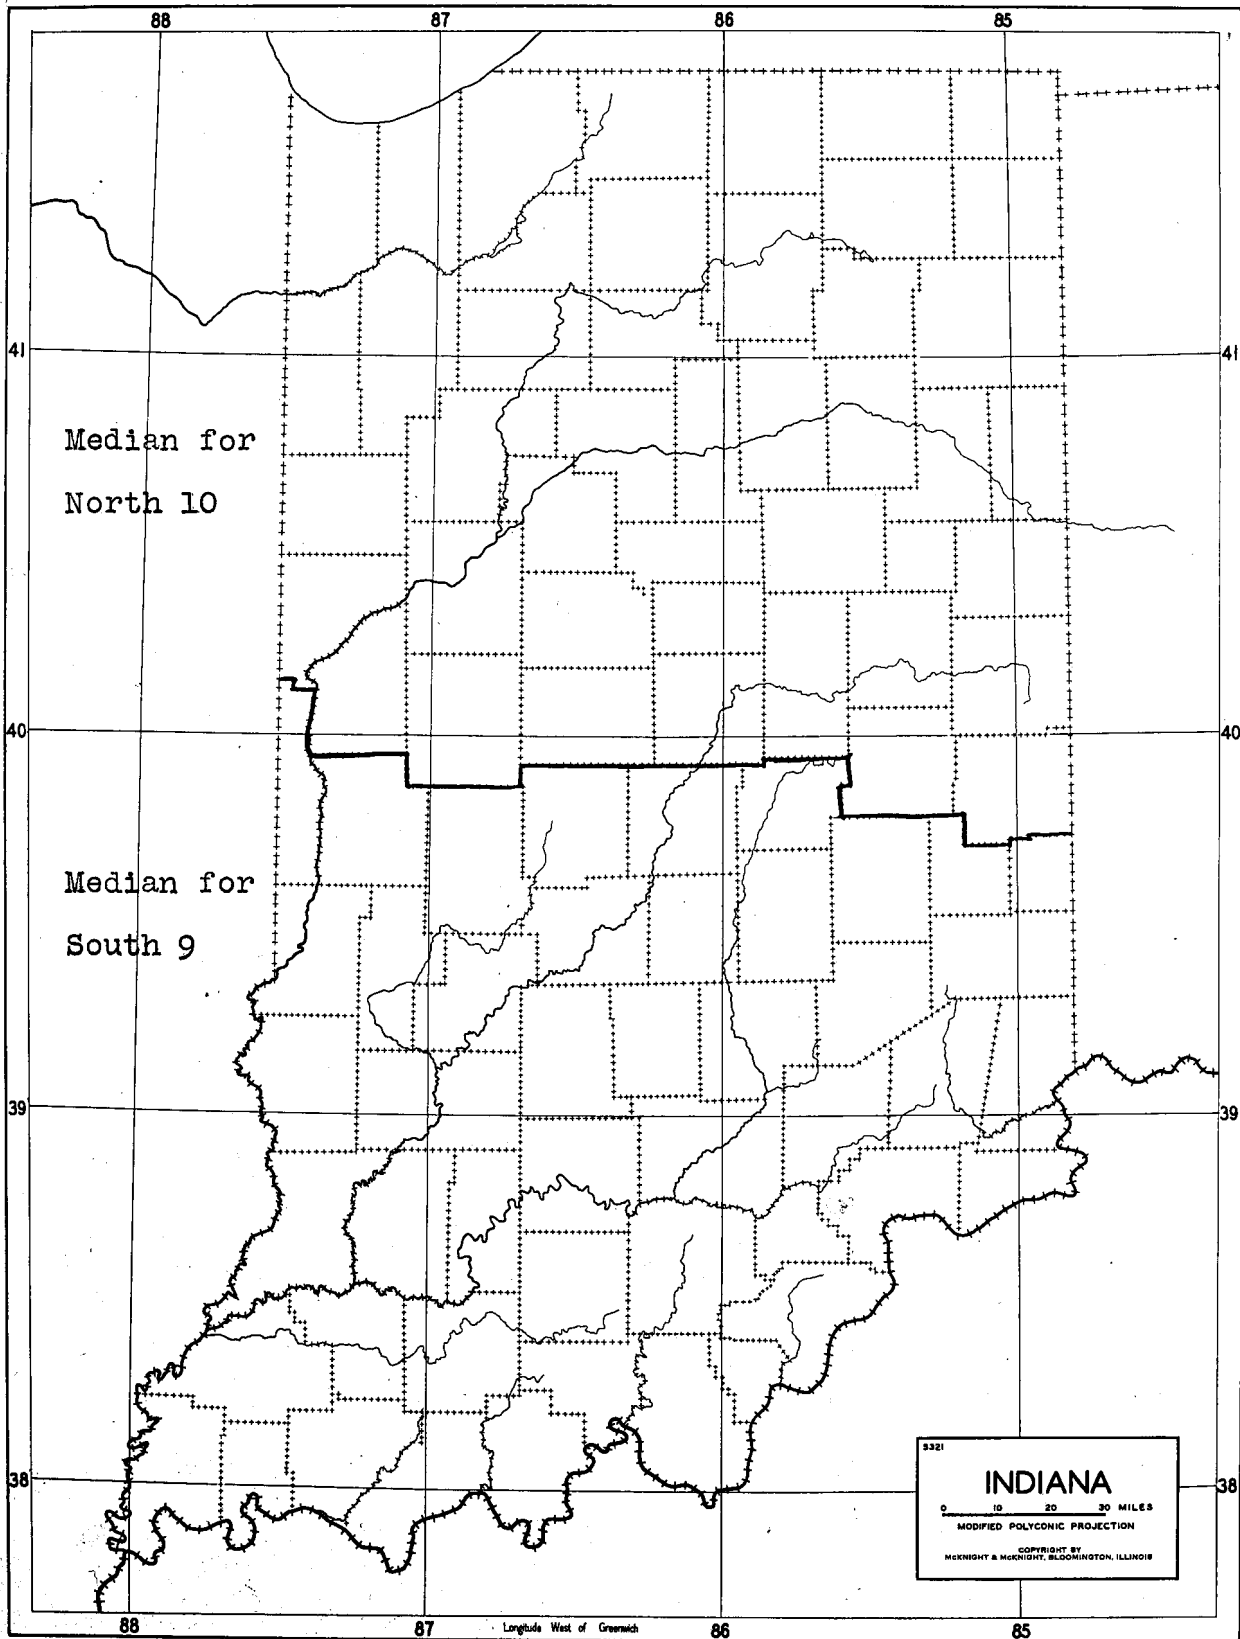 88 87 86 85
41 41
Median for
North 10
40 40
Median for
South 9
39 39
38 38
S321
INDIANA
0 10 20 30 MILES
MODIFIED POLYCONIC PROJECTION
COPYRIGHT BY
McKNIGHT & McKNIGHT, BLOOMINGTON, ILLINOIS
88 87 Longitude West of Greenwich 86 85